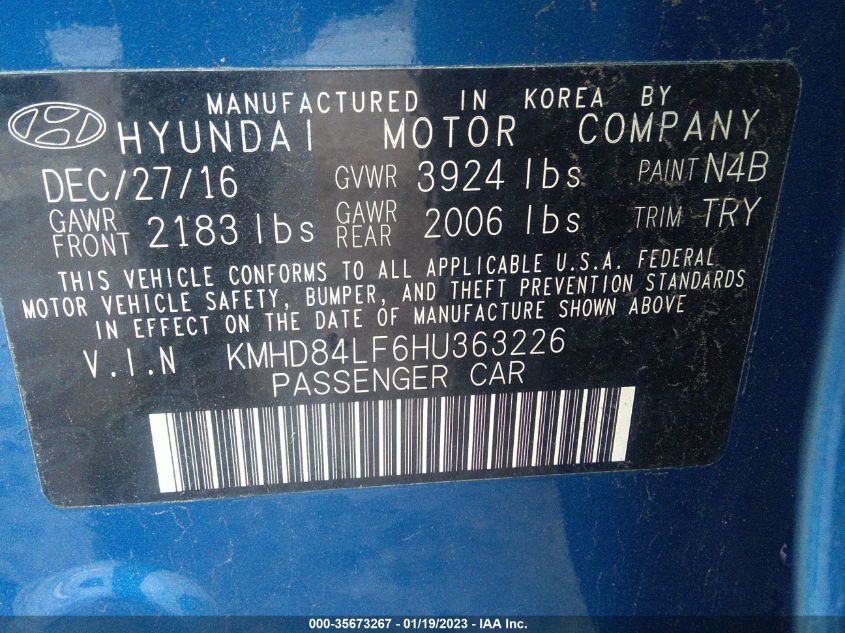 MANUFACTURED IN KOREA BY
HYUNDAI MOTOR COMPANY
DEC/27/16 GVWR 3924 lbs PAINT N4B
GAWR FRONT 2183 lbs GAWR REAR 2006 lbs TRIM TRY
THIS VEHICLE CONFORMS TO ALL APPLICABLE U.S.A. FEDERAL
MOTOR VEHICLE SAFETY, BUMPER, AND THEFT PREVENTION STANDARDS
IN EFFECT ON THE DATE OF MANUFACTURE SHOWN ABOVE
V.I.N KMHD84LF6HU363226
PASSENGER CAR
000-35673267 - 01/19/2023 - IAA Inc.